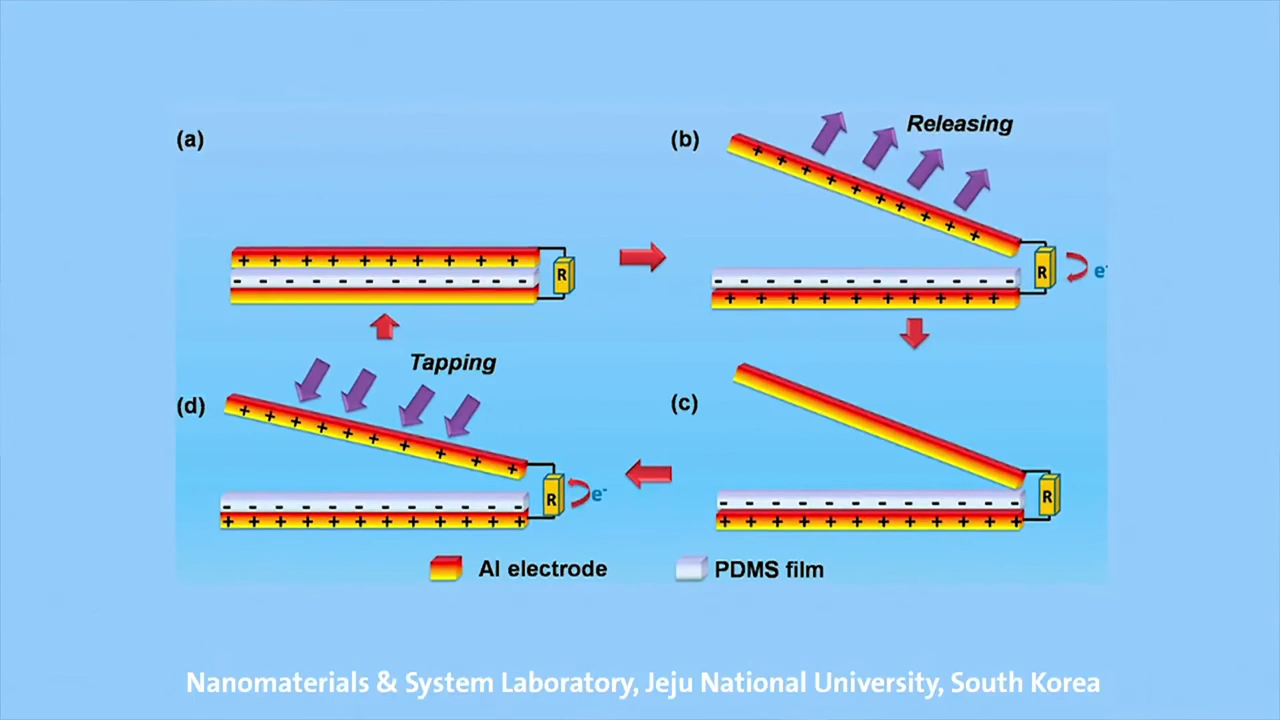 (a)
(b)
Releasing
+ + + + + + + + + +
+ + + + + + + + +
- - - - - - - - - -
R
- - - - - - - - - -
R
e-
+ + + + + + + + +
Tapping
(d)
(c)
+ + + + + + + + + +
R
e-
- - - - - - - - - - -
R
- - - - - - - - - - - -
+ + + + + + + + + + + +
+ + + + + + + + + + +
Al electrode
PDMS film
Nanomaterials & System Laboratory, Jeju National University, South Korea